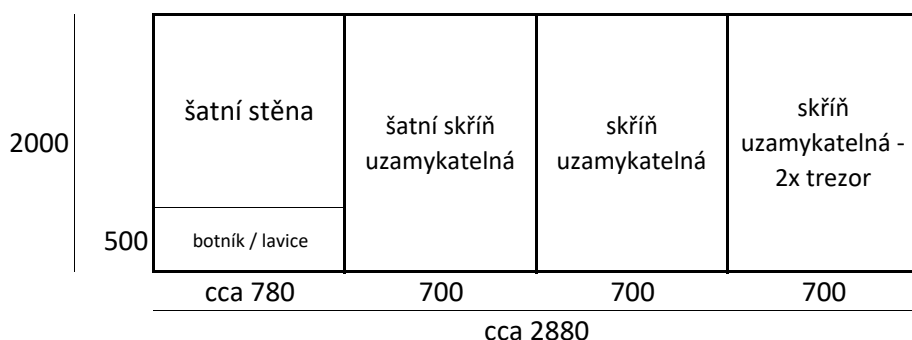 šatní stěna
šatní skříň
uzamykatelná
skříň
uzamykatelná
skříň
uzamykatelná -
2x trezor
2000
500
botník / lavice
cca 780
700
700
700
cca 2880